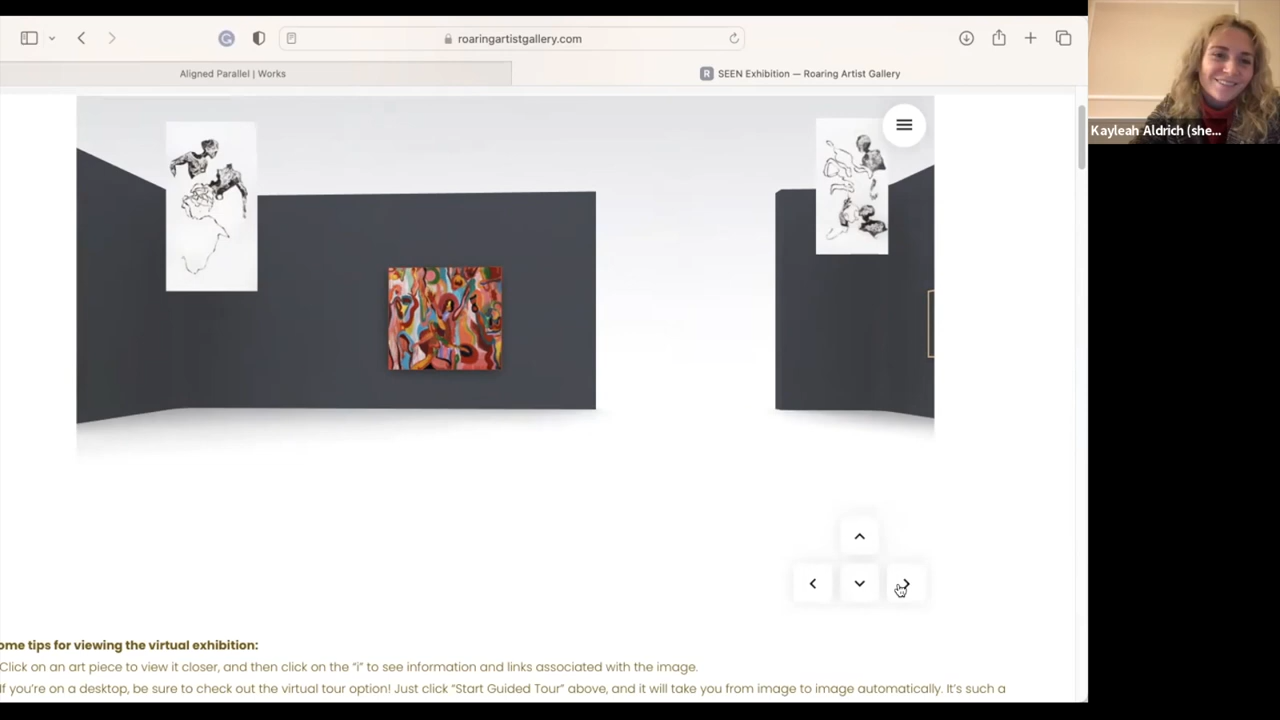 roaringartistgallery.com
Aligned Parallel | Works
R SEEN Exhibition — Roaring Artist Gallery
Kayleah Aldrich (she...
ome tips for viewing the virtual exhibition:
Click on an art piece to view it closer, and then click on the “i” to see information and links associated with the image.
If you’re on a desktop, be sure to check out the virtual tour option! Just click “Start Guided Tour” above, and it will take you from image to image automatically. It’s such a